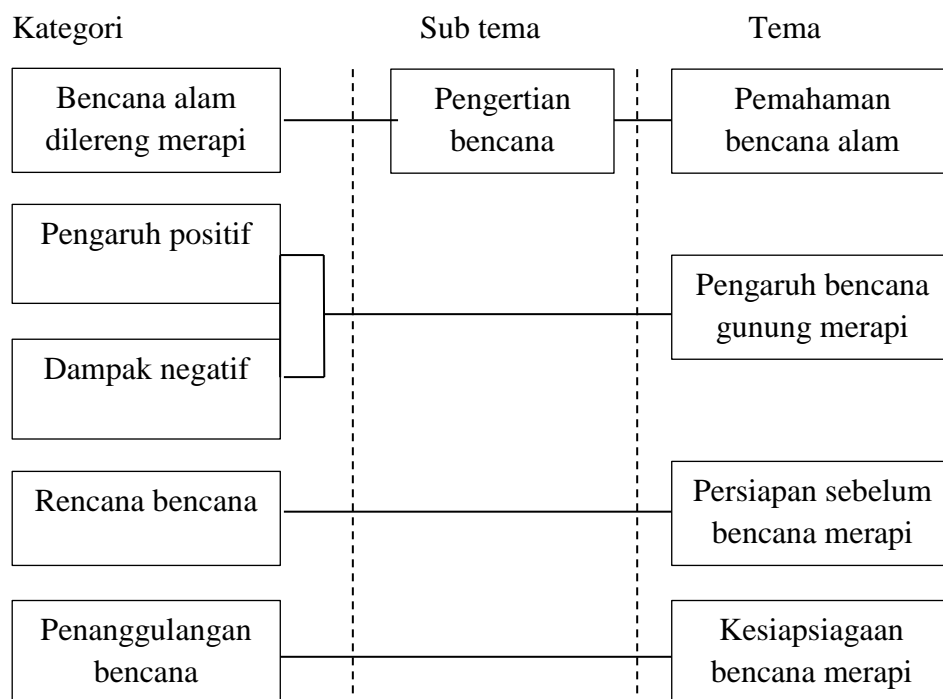 Kategori Sub tema Tema
Bencana alam
dilereng merapi
Pengertian
bencana
Pemahaman
bencana alam
Pengaruh positif
Dampak negatif
Pengaruh bencana
gunung merapi
Rencana bencana
Persiapan sebelum
bencana merapi
Penanggulangan
bencana
Kesiapsiagaan
bencana merapi